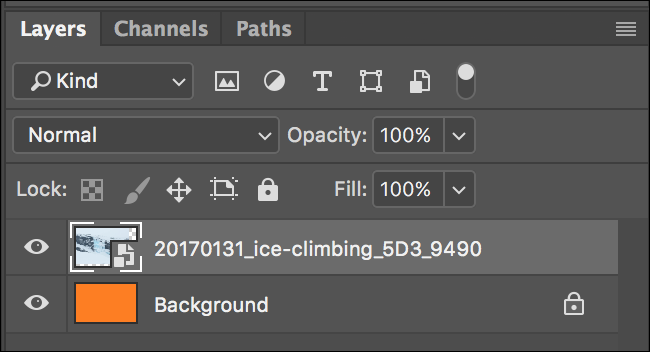 Layers Channels Paths
Kind
Normal Opacity: 100%
Lock: Fill: 100%
20170131_ice-climbing_5D3_9490
Background